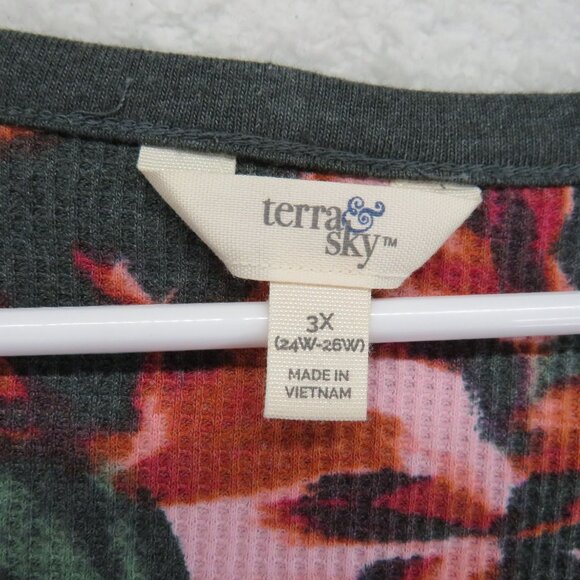 terra &
sky™
3X
(24W-26W)
MADE IN
VIETNAM